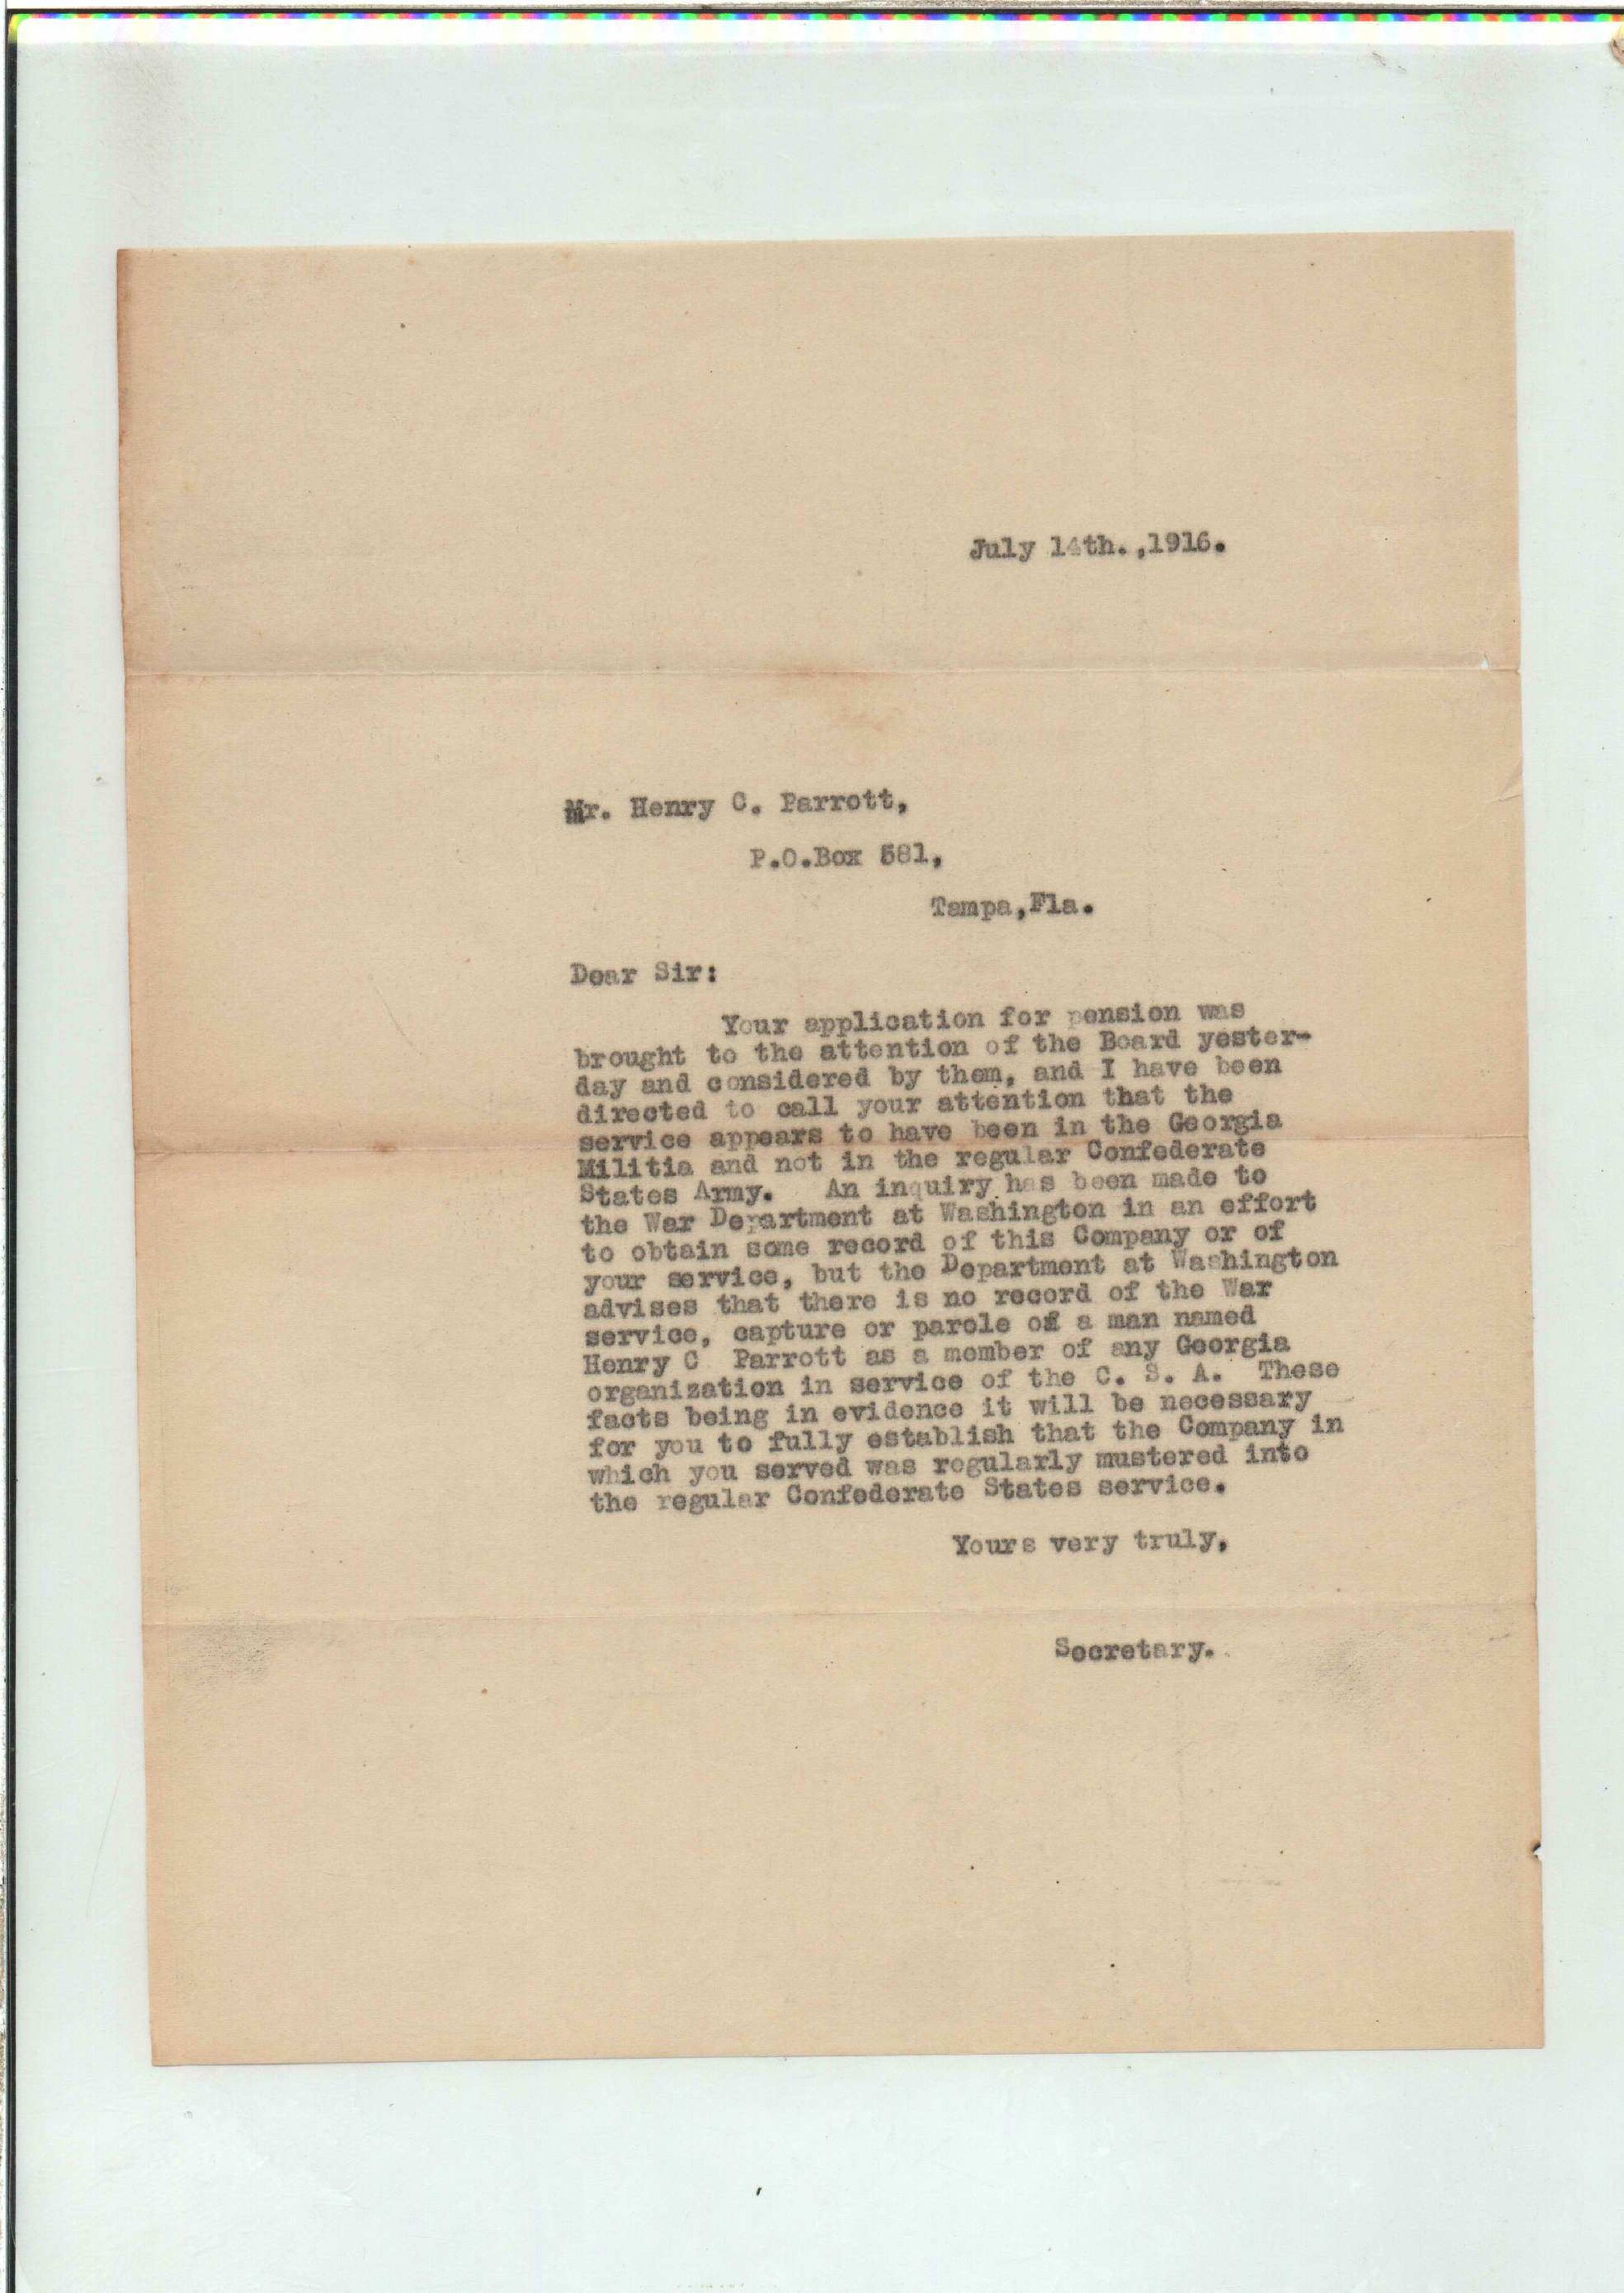 July 14th.,1916.
Mr. Henry C. Parrott,
P.O.Box 581,
Tampa,Fla.
Dear Sir:
Your application for pension was
brought to the attention of the Board yester-
day and considered by them, and I have been
directed to call your attention that the
service appears to have been in the Georgia
Militia and not in the regular Confederate
States Army. An inquiry has been made to
the War Department at Washington in an effort
to obtain some record of this Company or of
your service, but the Department at Washington
advises that there is no record of the War
service, capture or parole of a man named
Henry C Parrott as a member of any Georgia
organization in service of the C. S. A. These
facts being in evidence it will be necessary
for you to fully establish that the Company in
which you served was regularly mustered into
the regular Confederate States service.
Yours very truly,
Secretary.